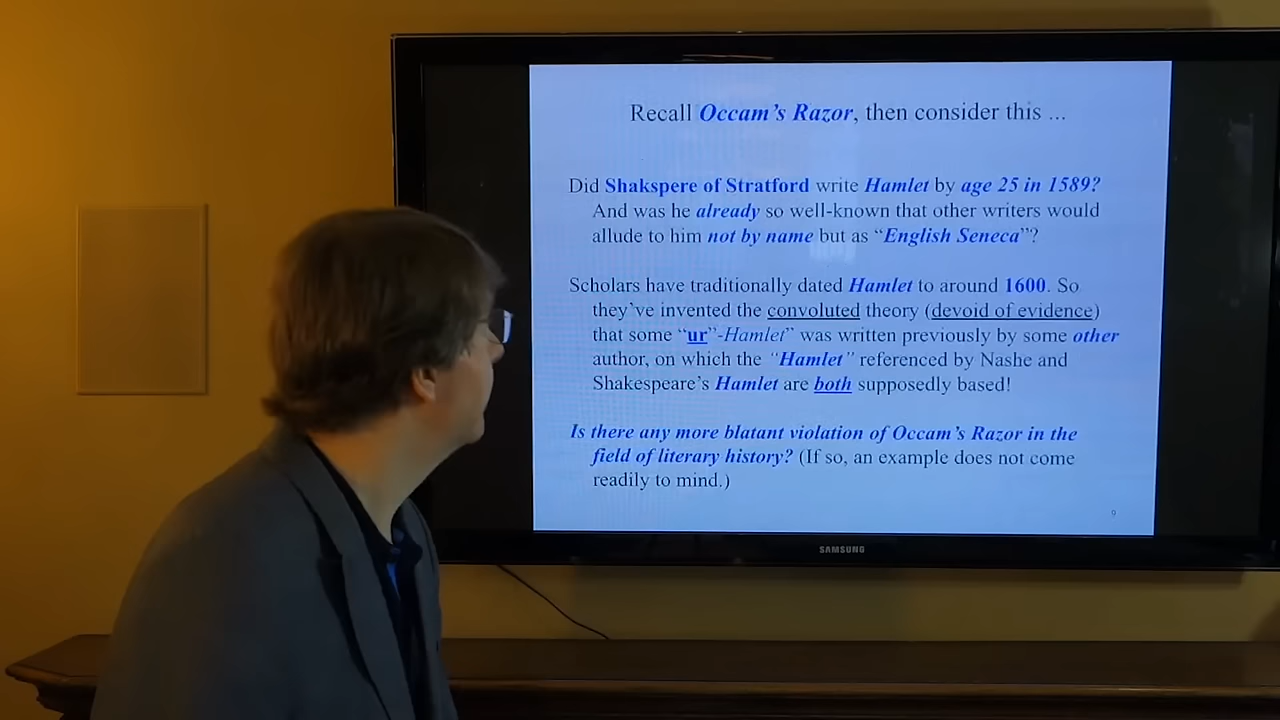 Recall Occam's Razor, then consider this ...
Did Shakspere of Stratford write Hamlet by age 25 in 1589?
And was he already so well-known that other writers would
allude to him not by name but as “English Seneca”?
Scholars have traditionally dated Hamlet to around 1600. So
they've invented the convoluted theory (devoid of evidence)
that some “ur”-Hamlet” was written previously by some other
author, on which the “Hamlet” referenced by Nashe and
Shakespeare's Hamlet are both supposedly based!
Is there any more blatant violation of Occam's Razor in the
field of literary history? (If so, an example does not come
readily to mind.)
9
SAMSUNG